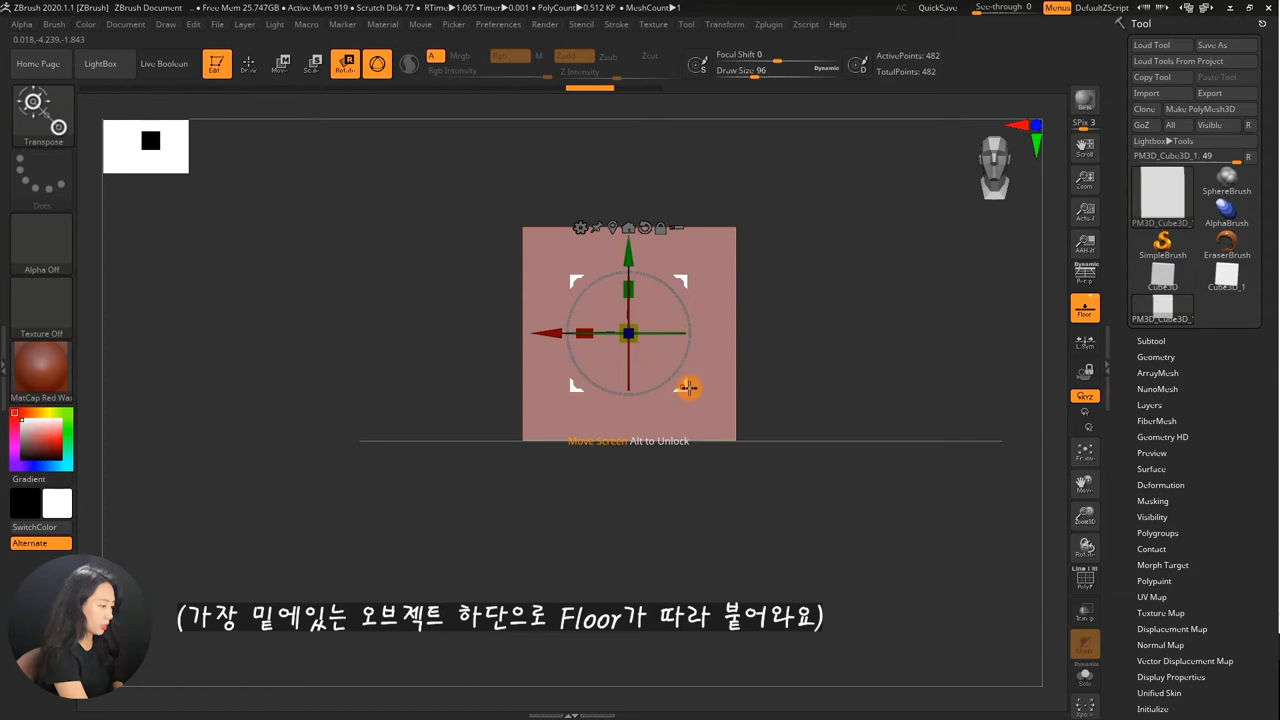 ZBrush 2020.1.1 [ZBrush] ZBrush Document ● Free Mem 25.747GB ● Active Mem 915 ● Scratch Disk 77 ● RTime▶1.065 Timer▶0.001 ● PolyCount▶0.512 KP ● MeshCount▶1 AC QuickSave See-through 0 Menus DefaultZScript
Alpha Brush Color Document Draw Edit File Layer Light Macro Marker Material Movie Picker Preferences Render Stencil Stroke Texture Tool Transform Zplugin Zscript Help
0.018,-4.239,-1.843
Home Page LightBox Live Boolean Edit Draw Move Scale Rotate
A Mrgb Rgb M Zadd Zsub Zcut
Rgb Intensity Z Intensity
Focal Shift 0
Draw Size 96 Dynamic
S D
ActivePoints: 482
TotalPoints: 482
Transpose
Dots
Alpha Off
Texture Off
MatCap Red Wax
Gradient
SwitchColor
Alternate
Move Screen Alt to Unlock
(가장 밑에있는 오브젝트 하단으로 Floor가 따라 붙어와요)
BPR
SPix 3
Scroll
Zoom
Actual
AAHalf
Dynamic
Persp
Floor
L.Sym
XYZ
Frame
Move
Zoom3D
Rotate
Line Fill
PolyF
Transp
Dynamic
Solo
Xpose
Tool
Load Tool Save As
Load Tools From Project
Copy Tool Paste Tool
Import Export
Clone Make PolyMesh3D
GoZ All Visible R
Lightbox▶Tools
PM3D_Cube3D_1. 49 R
PM3D_Cube3D_1 SphereBrush
AlphaBrush
SimpleBrush EraserBrush
Cube3D Cube3D_1
PM3D_Cube3D_1
Subtool
Geometry
ArrayMesh
NanoMesh
Layers
FiberMesh
Geometry HD
Preview
Surface
Deformation
Masking
Visibility
Polygroups
Contact
Morph Target
Polypaint
UV Map
Texture Map
Displacement Map
Normal Map
Vector Displacement Map
Display Properties
Unified Skin
Initialize